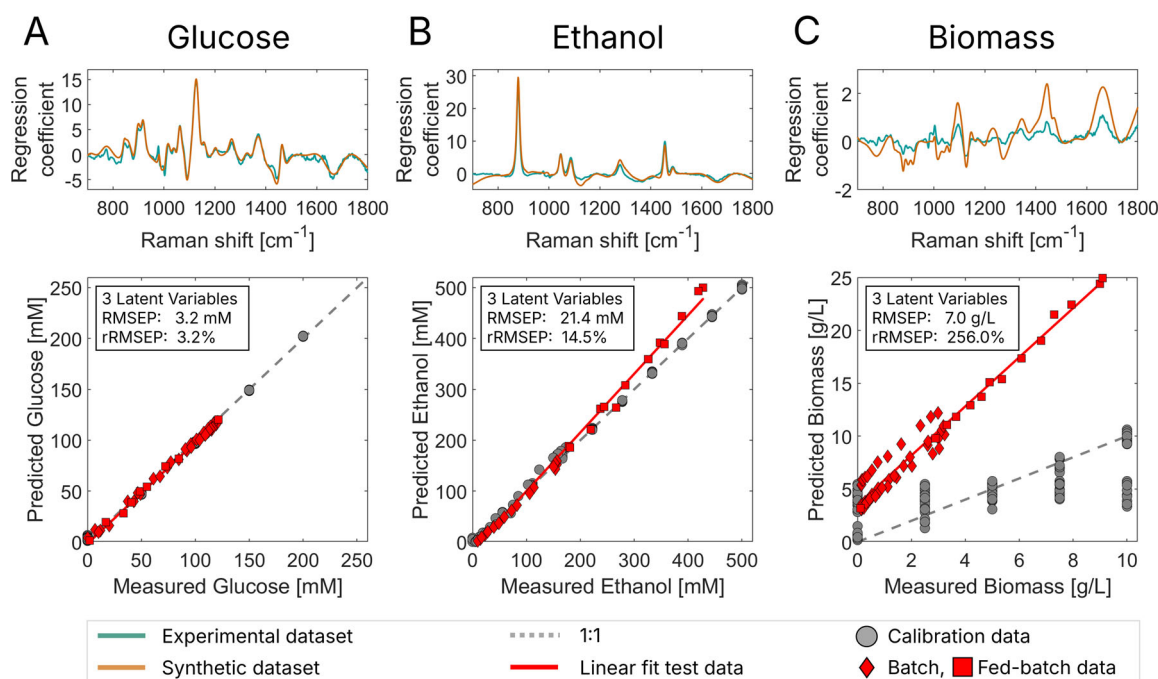 A Glucose
Regression
coefficient
15
10
5
0
-5
800 1000 1200 1400 1600 1800
Raman shift [cm⁻¹]
Predicted Glucose
[mM]
250
200
150
100
50
0
3 Latent Variables
RMSEP: 3.2 mM
rRMSEP: 3.2%
0 50 100 150 200 250
Measured Glucose [mM]
B Ethanol
Regression
coefficient
30
20
10
0
800 1000 1200 1400 1600 1800
Raman shift [cm⁻¹]
Predicted Ethanol [mM]
500
400
300
200
100
0
3 Latent Variables
RMSEP: 21.4 mM
rRMSEP: 14.5%
0 100 200 300 400 500
Measured Ethanol [mM]
C Biomass
Regression
coefficient
2
0
-2
800 1000 1200 1400 1600 1800
Raman shift [cm⁻¹]
Predicted Biomass [g/L]
25
20
15
10
5
0
3 Latent Variables
RMSEP: 7.0 g/L
rRMSEP: 256.0%
0 2 4 6 8 10
Measured Biomass [g/L]
Experimental dataset
Synthetic dataset
1:1
Linear fit test data
Calibration data
Batch, Fed-batch data